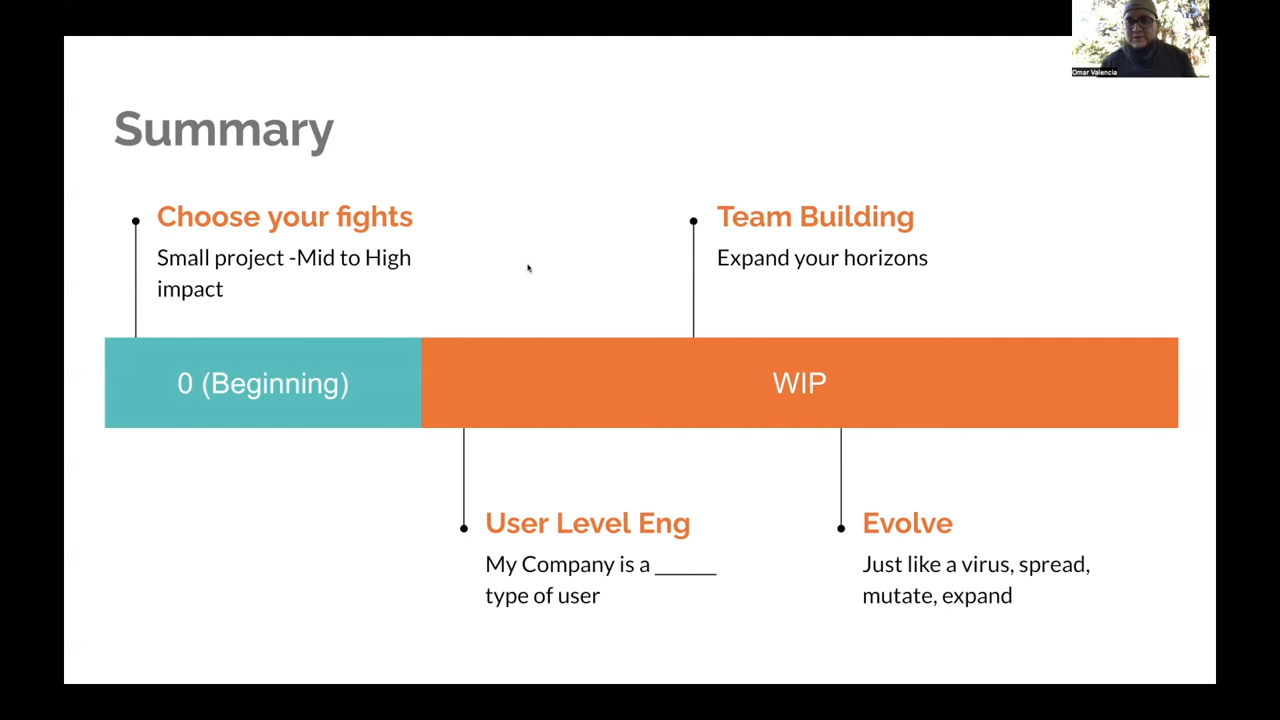 Omar Valencia
Summary
Choose your fights
Small project -Mid to High
impact
Team Building
Expand your horizons
0 (Beginning)
WIP
User Level Eng
My Company is a ______
type of user
Evolve
Just like a virus, spread,
mutate, expand